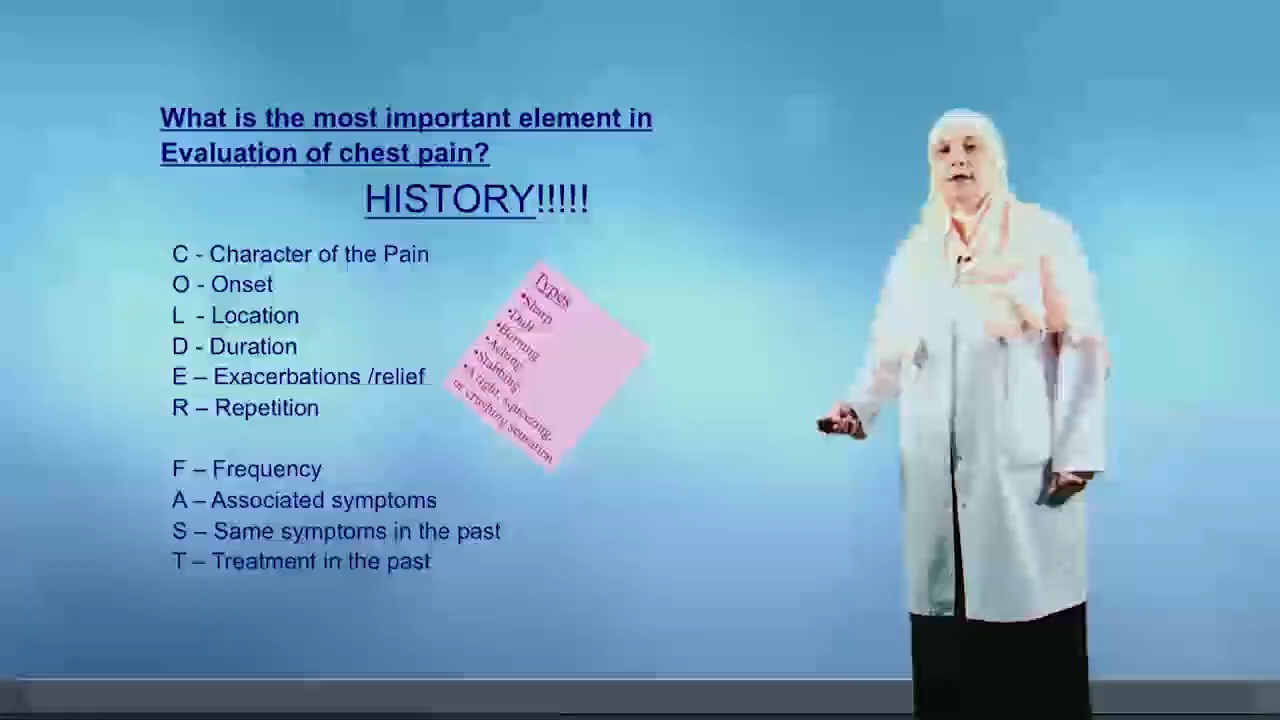 What is the most important element in
Evaluation of chest pain?
HISTORY!!!!!
C - Character of the Pain
O - Onset
L - Location
D - Duration
E – Exacerbations /relief
R – Repetition
F – Frequency
A – Associated symptoms
S – Same symptoms in the past
T – Treatment in the past
Types
•Sharp
•Dull
•Burning
•Aching
•Stabbing
•A tight, squeezing,
or crushing sensation